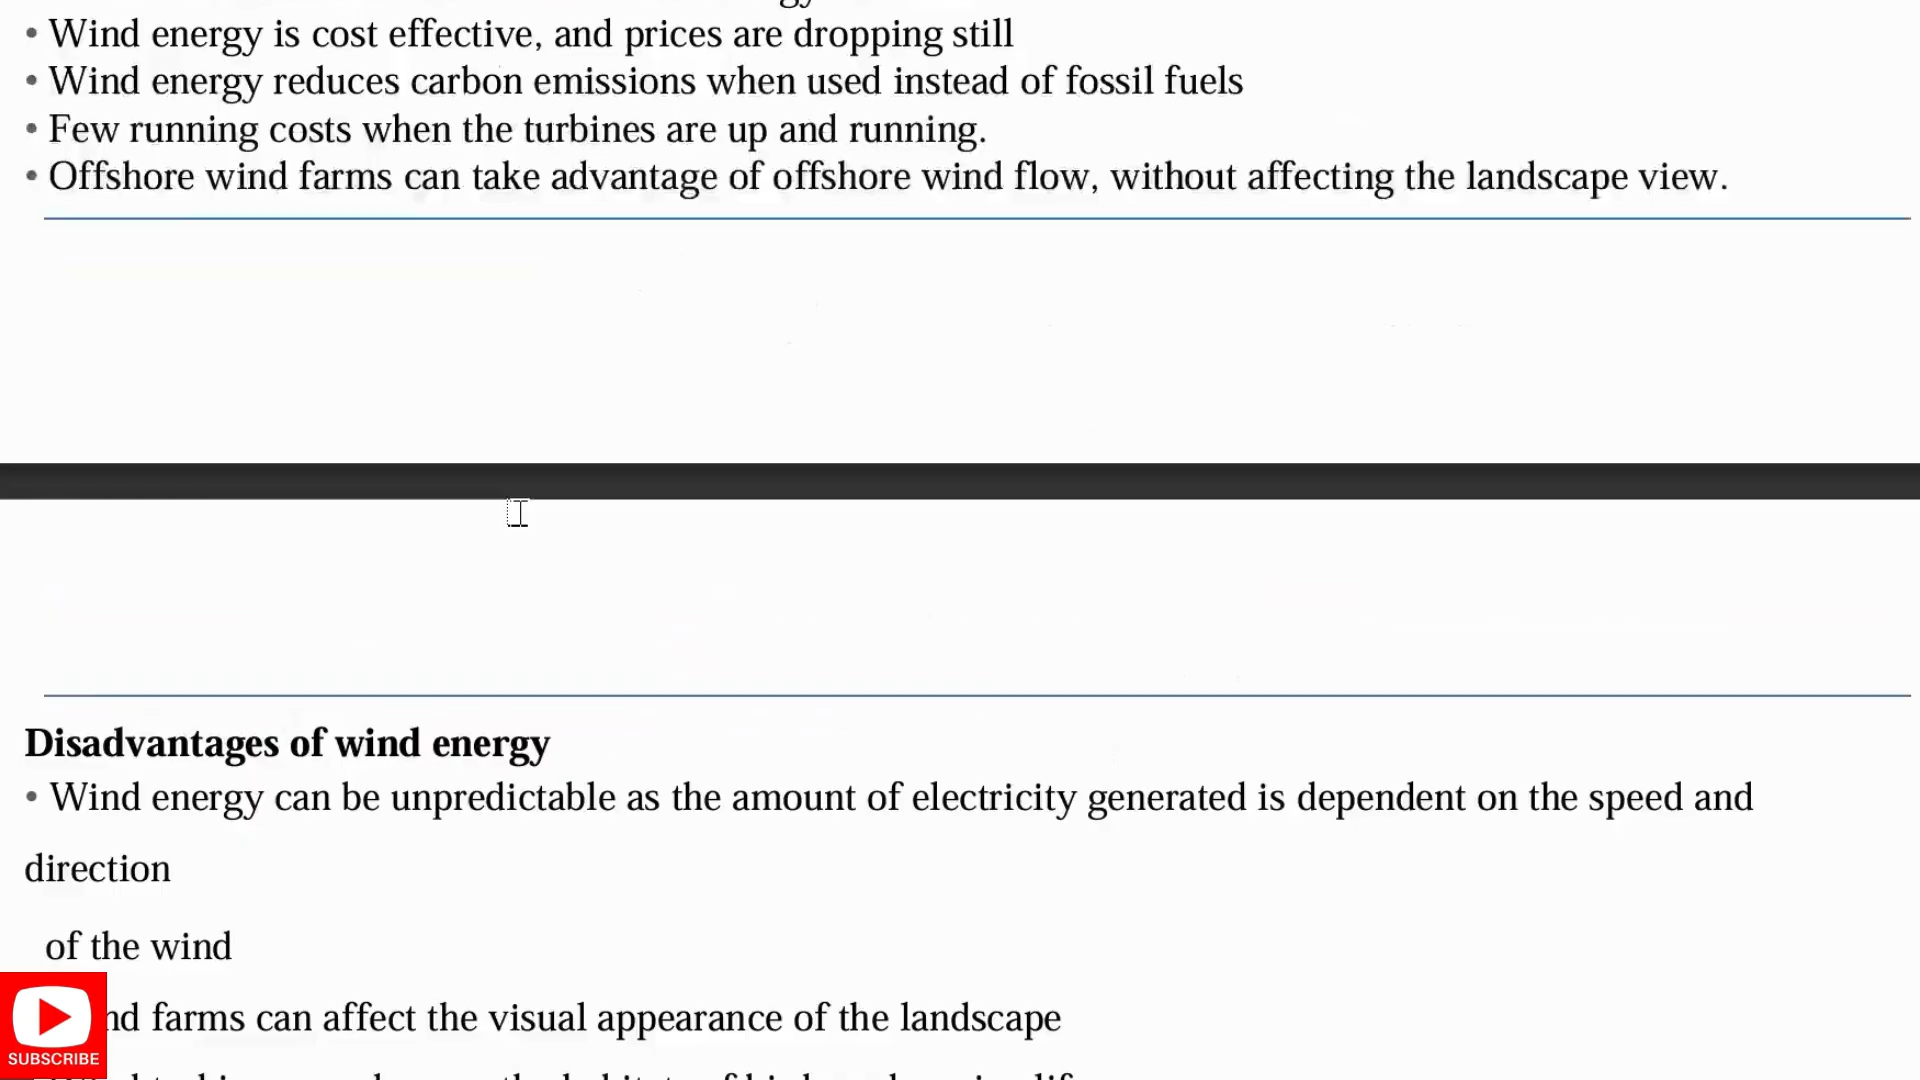 • Wind energy is cost effective, and prices are dropping still
• Wind energy reduces carbon emissions when used instead of fossil fuels
• Few running costs when the turbines are up and running.
• Offshore wind farms can take advantage of offshore wind flow, without affecting the landscape view.
Disadvantages of wind energy
• Wind energy can be unpredictable as the amount of electricity generated is dependent on the speed and
direction
of the wind
farms can affect the visual appearance of the landscape
SUBSCRIBE